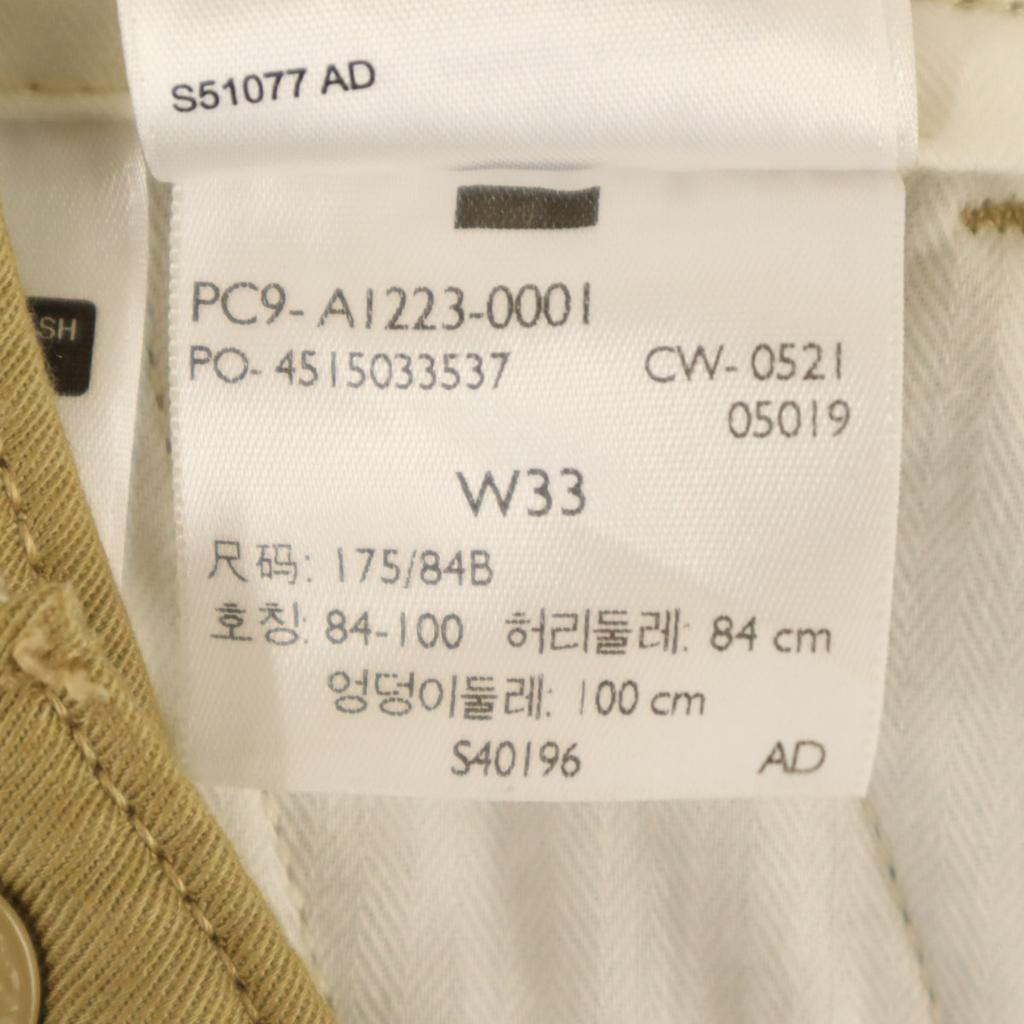 S51077 AD
SH
PC9- A1223-0001
PO- 4515033537 CW- 0521
05019
W33
尺码: 175/84B
호칭: 84-100 허리둘레: 84 cm
엉덩이둘레: 100 cm
S40196 AD